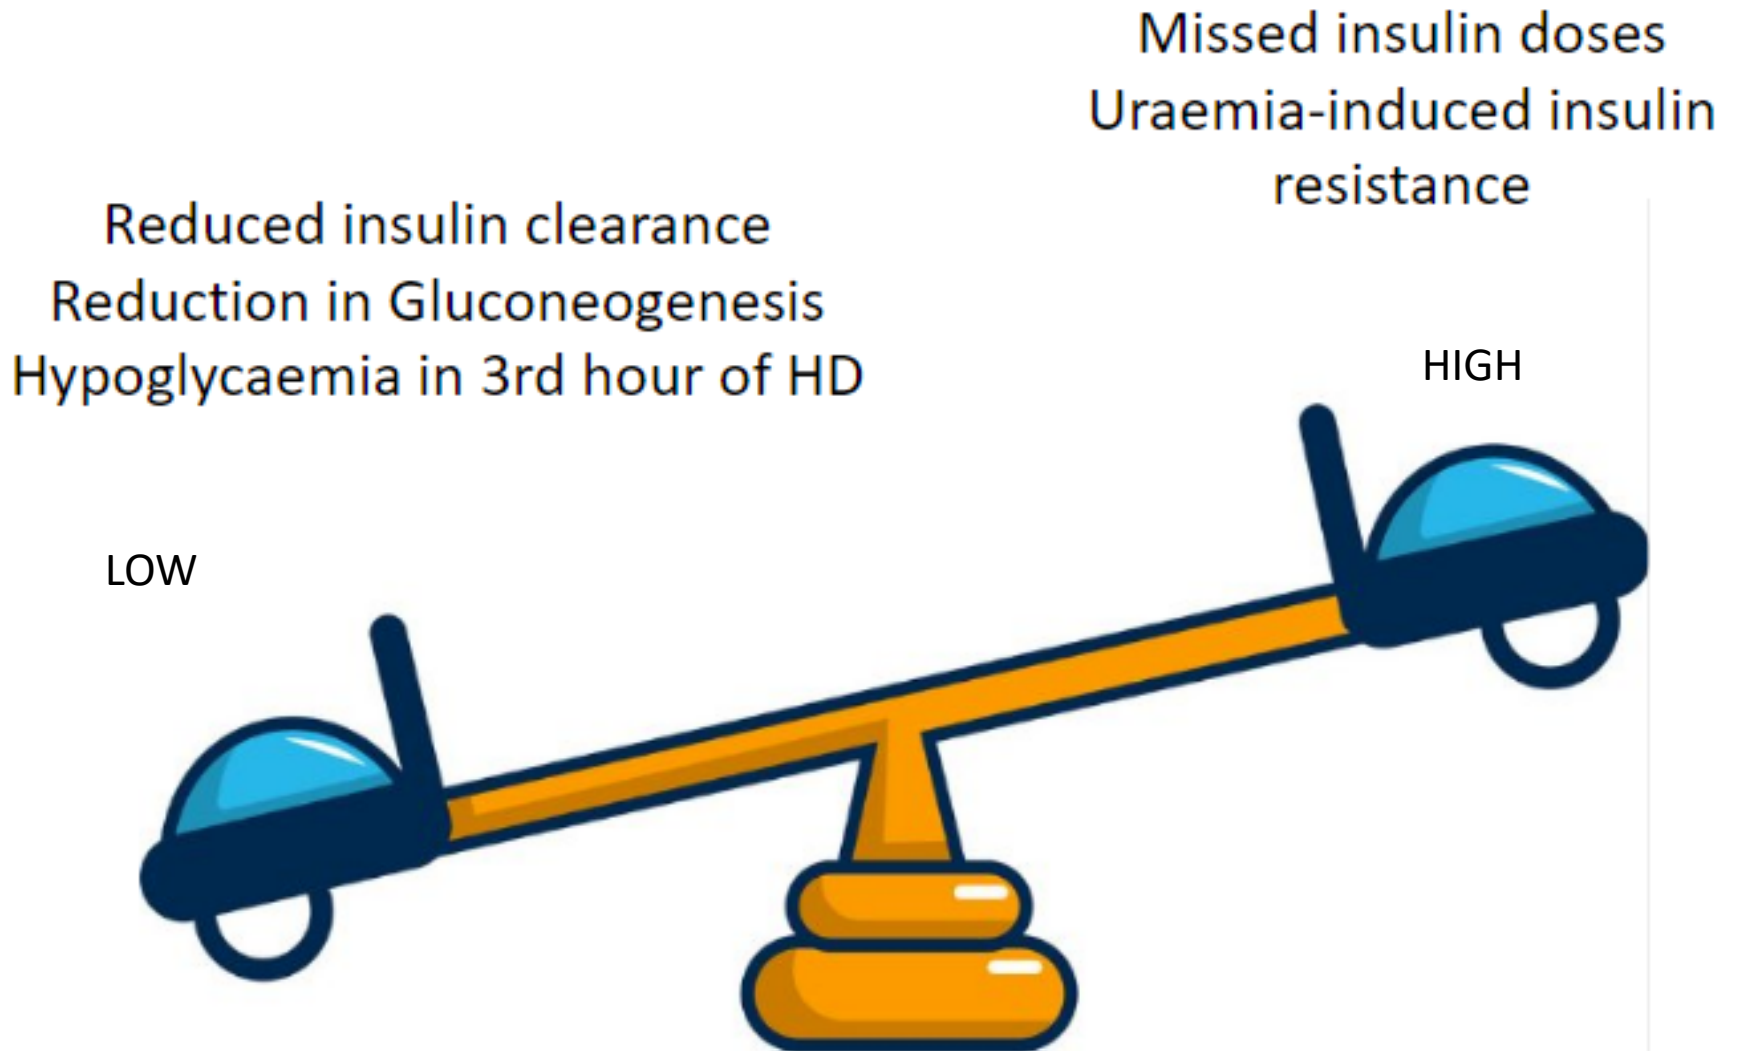 Missed insulin doses
Uraemia-induced insulin
resistance
Reduced insulin clearance
Reduction in Gluconeogenesis
Hypoglycaemia in 3rd hour of HD
HIGH
LOW